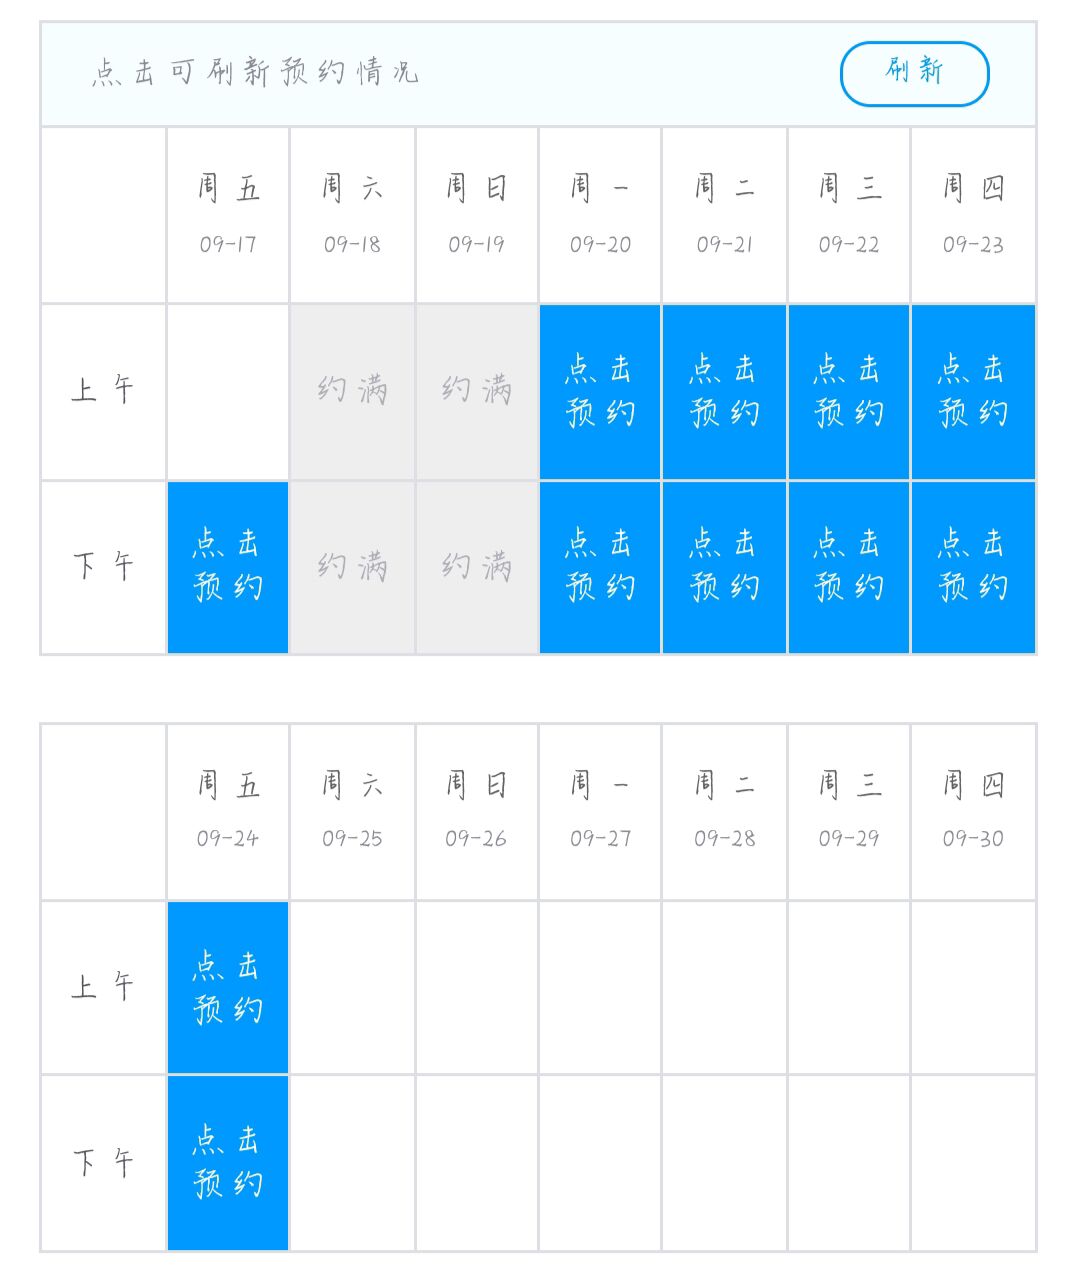 点击可刷新预约情况 刷新
周五 周六 周日 周一 周二 周三 周四
09-17 09-18 09-19 09-20 09-21 09-22 09-23
上午 约满 约满 点击预约 点击预约 点击预约 点击预约
下午 点击预约 约满 约满 点击预约 点击预约 点击预约 点击预约
周五 周六 周日 周一 周二 周三 周四
09-24 09-25 09-26 09-27 09-28 09-29 09-30
上午 点击预约
下午 点击预约